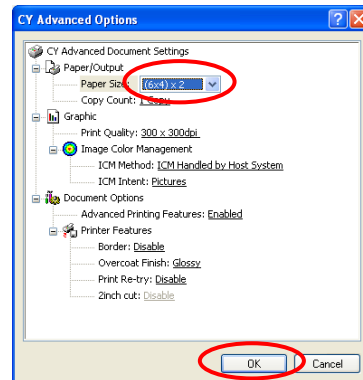 CY Advanced Options
CY Advanced Document Settings
Paper/Output
Paper Size: (6x4) x 2
Copy Count: 1 Copy
Graphic
Print Quality: 300 x 300dpi
Image Color Management
ICM Method: ICM Handled by Host System
ICM Intent: Pictures
Document Options
Advanced Printing Features: Enabled
Printer Features
Border: Disable
Overcoat Finish: Glossy
Print Re-try: Disable
2inch cut: Disable
OK Cancel